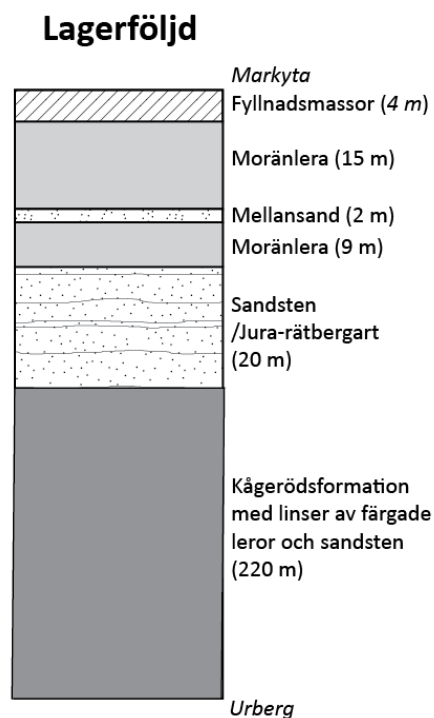 Lagerföljd
Markyta
Fyllnadsmassor (4 m)
Moränlera (15 m)
Mellansand (2 m)
Moränlera (9 m)
Sandsten
/Jura-rätbergart
(20 m)
Kågerödsformation
med linser av färgade
leror och sandsten
(220 m)
Urberg